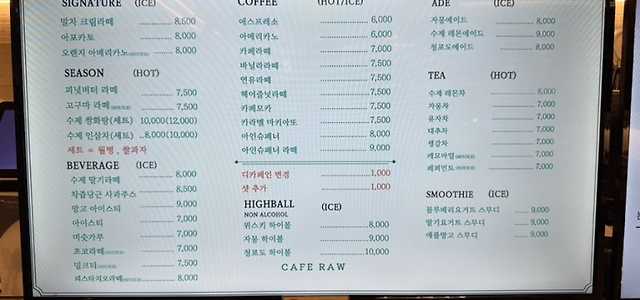 SIGNATURE (ICE)
말차 크림라떼 8,500
아포카토 8,000
오렌지 아메리카노 8,000
SEASON (HOT)
피넛버터 라떼 7,500
고구마 라떼 7,500
수제 쌍화탕(세트) 10,000(12,000)
수제 인삼차(세트) 8,000(10,000)
세트 = 월병, 쌀과자
BEVERAGE (ICE)
수제 딸기라떼 8,000
착즙당근 사과주스 8,500
망고 아이스티 9,000
아이스티 7,000
미숫가루 7,000
초코라떼 7,000
밀크티 7,500
피스타치오라떼 8,000
COFFEE (HOT/ICE)
에스프레소 6,000
아메리카노 6,000
카페라떼 7,000
바닐라라떼 7,500
연유라떼 7,500
헤이즐넛라떼 7,500
카페모카 7,500
카라멜 마키아또 7,500
아인슈페너 8,000
아인슈페너 라떼 9,000
디카페인 변경 1,000
샷 추가 1,000
HIGHBALL (ICE)
NON ALCOHOL
위스키 하이볼 8,000
자몽 하이볼 9,000
청포도 하이볼 10,000
CAFE RAW
ADE (ICE)
자몽에이드 8,000
수제 레몬에이드 9,000
청포도에이드 8,000
TEA (HOT)
수제 레몬차 8,000
자몽차 7,000
유자차 7,000
대추차 7,000
생강차 7,000
캐모마일 7,000
페퍼민트 7,000
SMOOTHIE (ICE)
블루베리요거트 스무디 9,000
딸기요거트 스무디 9,000
애플망고 스무디 9,000